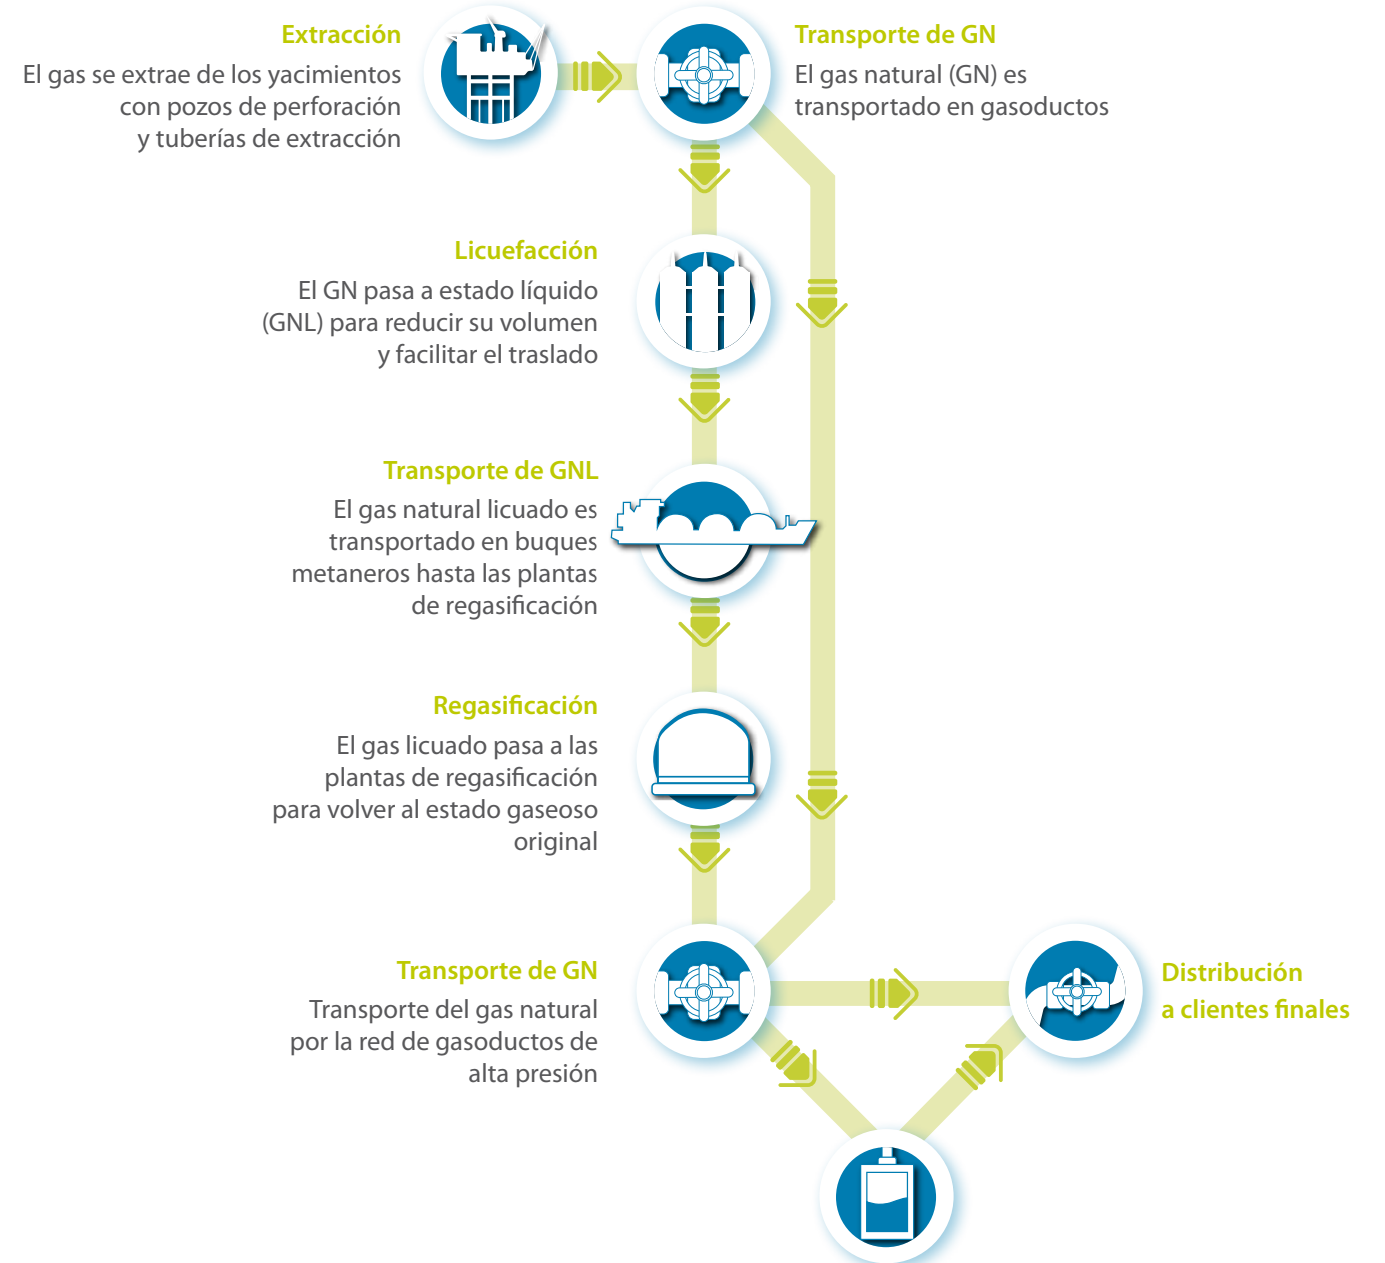 Extracción
El gas se extrae de los yacimientos
con pozos de perforación
y tuberías de extracción
Transporte de GN
El gas natural (GN) es
transportado en gasoductos
Licuefacción
El GN pasa a estado líquido
(GNL) para reducir su volumen
y facilitar el traslado
Transporte de GNL
El gas natural licuado es
transportado en buques
metaneros hasta las plantas
de regasificación
Regasificación
El gas licuado pasa a las
plantas de regasificación
para volver al estado gaseoso
original
Transporte de GN
Transporte del gas natural
por la red de gasoductos de
alta presión
Distribución
a clientes finales